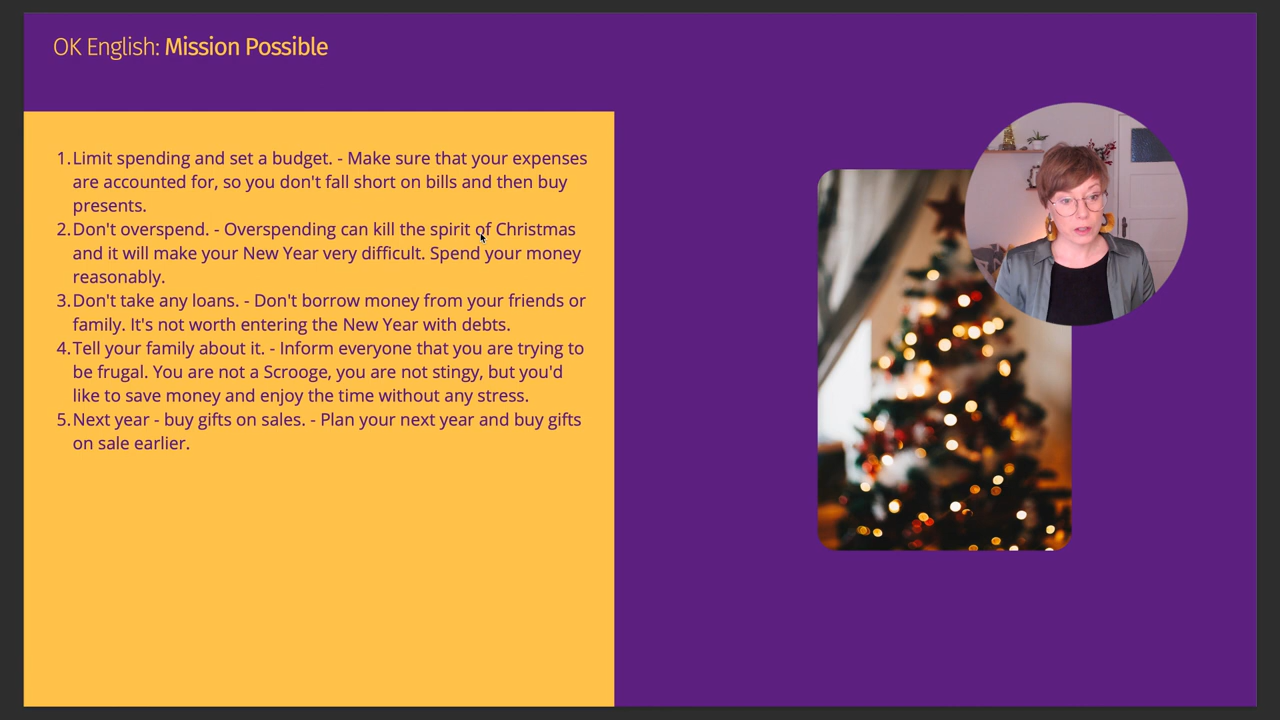 OK English: Mission Possible
1. Limit spending and set a budget. - Make sure that your expenses
are accounted for, so you don't fall short on bills and then buy
presents.
2. Don't overspend. - Overspending can kill the spirit of Christmas
and it will make your New Year very difficult. Spend your money
reasonably.
3. Don't take any loans. - Don't borrow money from your friends or
family. It's not worth entering the New Year with debts.
4. Tell your family about it. - Inform everyone that you are trying to
be frugal. You are not a Scrooge, you are not stingy, but you'd
like to save money and enjoy the time without any stress.
5. Next year - buy gifts on sales. - Plan your next year and buy gifts
on sale earlier.